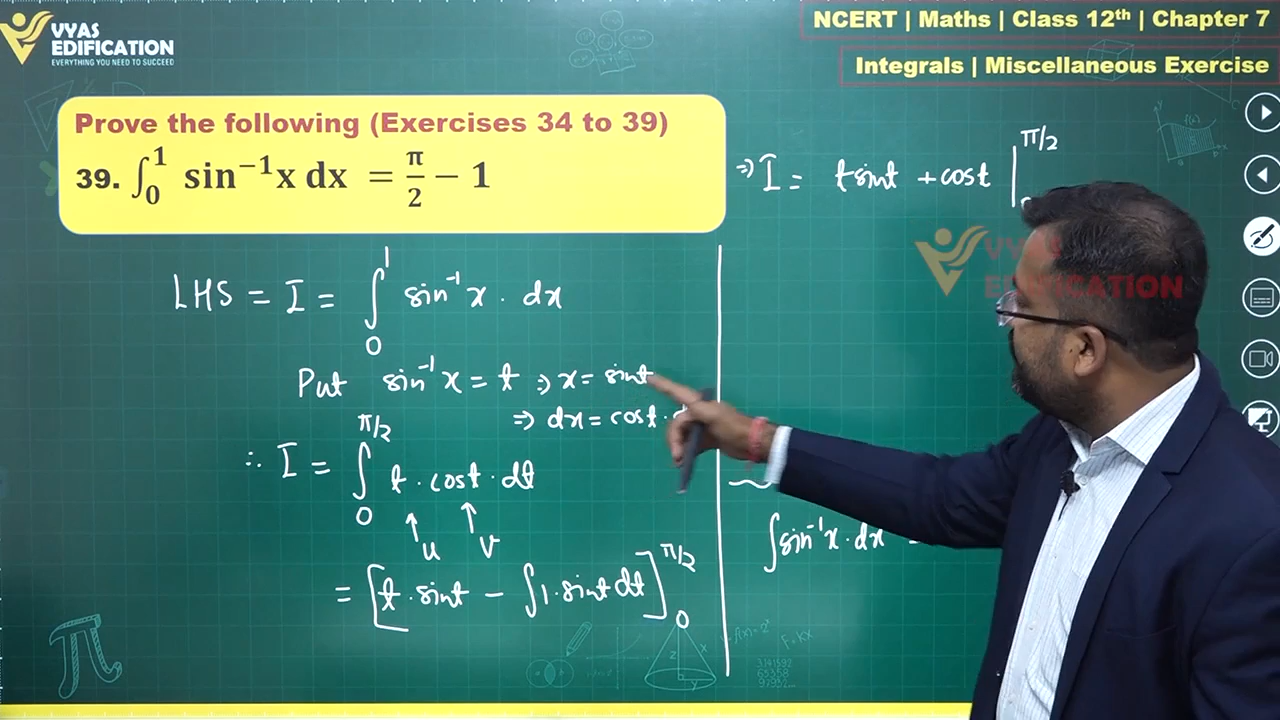 VYAS
EDIFICATION
EVERYTHING YOU NEED TO SUCCEED
NCERT | Maths | Class 12th | Chapter 7
Integrals | Miscellaneous Exercise
Prove the following (Exercises 34 to 39)
39. ∫₀¹ sin⁻¹x dx = π/2 − 1
LHS = I = ∫₀¹ sin⁻¹x · dx
Put sin⁻¹x = t ⇒ x = sint
⇒ dx = cost ·
∴ I = ∫₀^{π/2} t · cost · dt
↑ u ↑ v
= [t · sint − ∫1 · sint dt]₀^{π/2}
⇒ I = t sint + cost |^{π/2}
VYAS
EDIFICATION
∫sin⁻¹x · dx